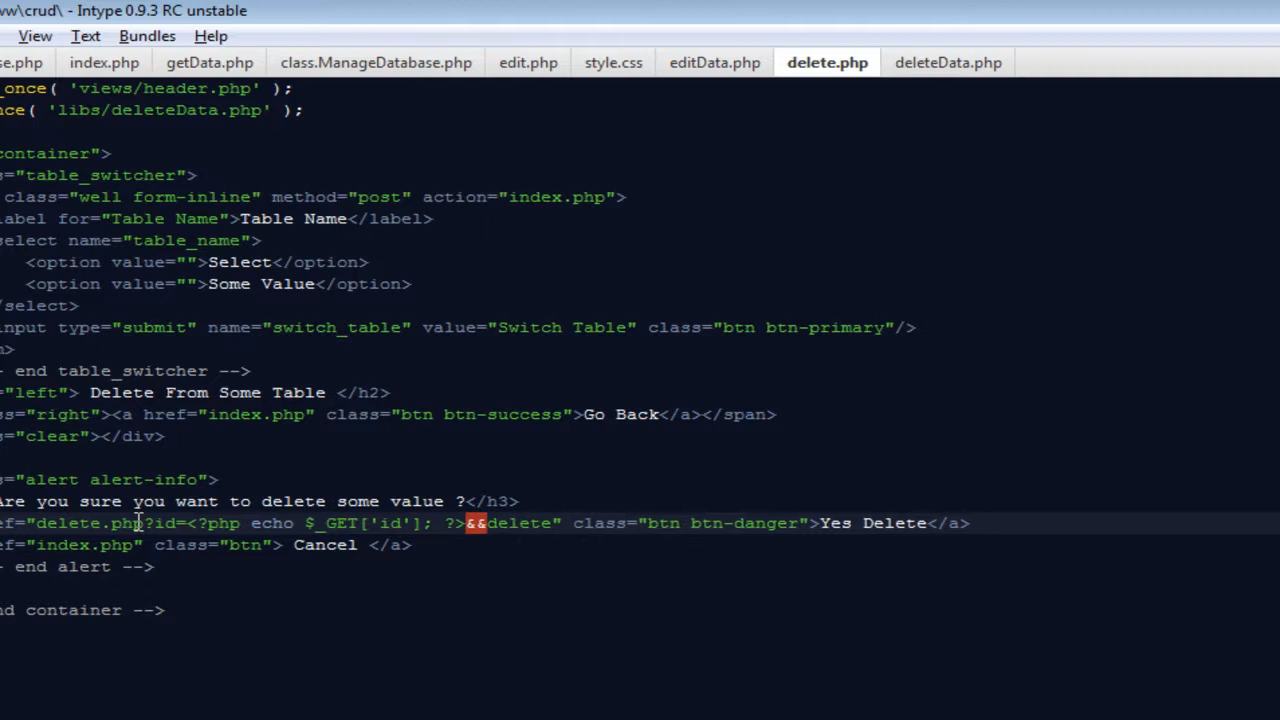 ww\crud\ - Intype 0.9.3 RC unstable
View Text Bundles Help
se.php index.php getData.php class.ManageDatabase.php edit.php style.css editData.php delete.php deleteData.php
_once( 'views/header.php' );
nce( 'libs/deleteData.php' );
container">
s="table_switcher">
class="well form-inline" method="post" action="index.php">
label for="Table Name">Table Name</label>
select name="table_name">
<option value="">Select</option>
<option value="">Some Value</option>
/select>
input type="submit" name="switch_table" value="Switch Table" class="btn btn-primary"/>
m>
- end table_switcher -->
="left"> Delete From Some Table </h2>
ss="right"><a href="index.php" class="btn btn-success">Go Back</a></span>
s="clear"></div>
s="alert alert-info">
Are you sure you want to delete some value ?</h3>
ef="delete.php?id=<?php echo $_GET['id']; ?>&&delete" class="btn btn-danger">Yes Delete</a>
ef="index.php" class="btn"> Cancel </a>
- end alert -->
nd container -->